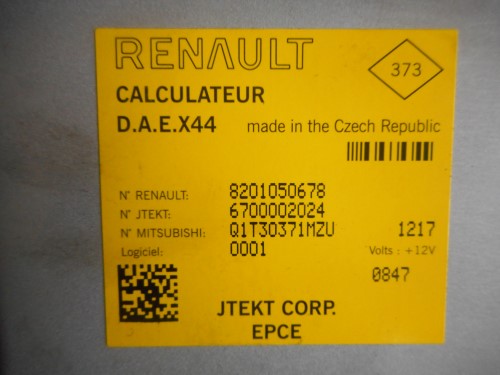 RENAULT
373
CALCULATEUR
D.A.E.X44 made in the Czech Republic
N° RENAULT: 8201050678
N° JTEKT: 6700002024
N° MITSUBISHI: Q1T30371MZU 1217
Logiciel: 0001 Volts : +12V
0847
JTEKT CORP.
EPCE